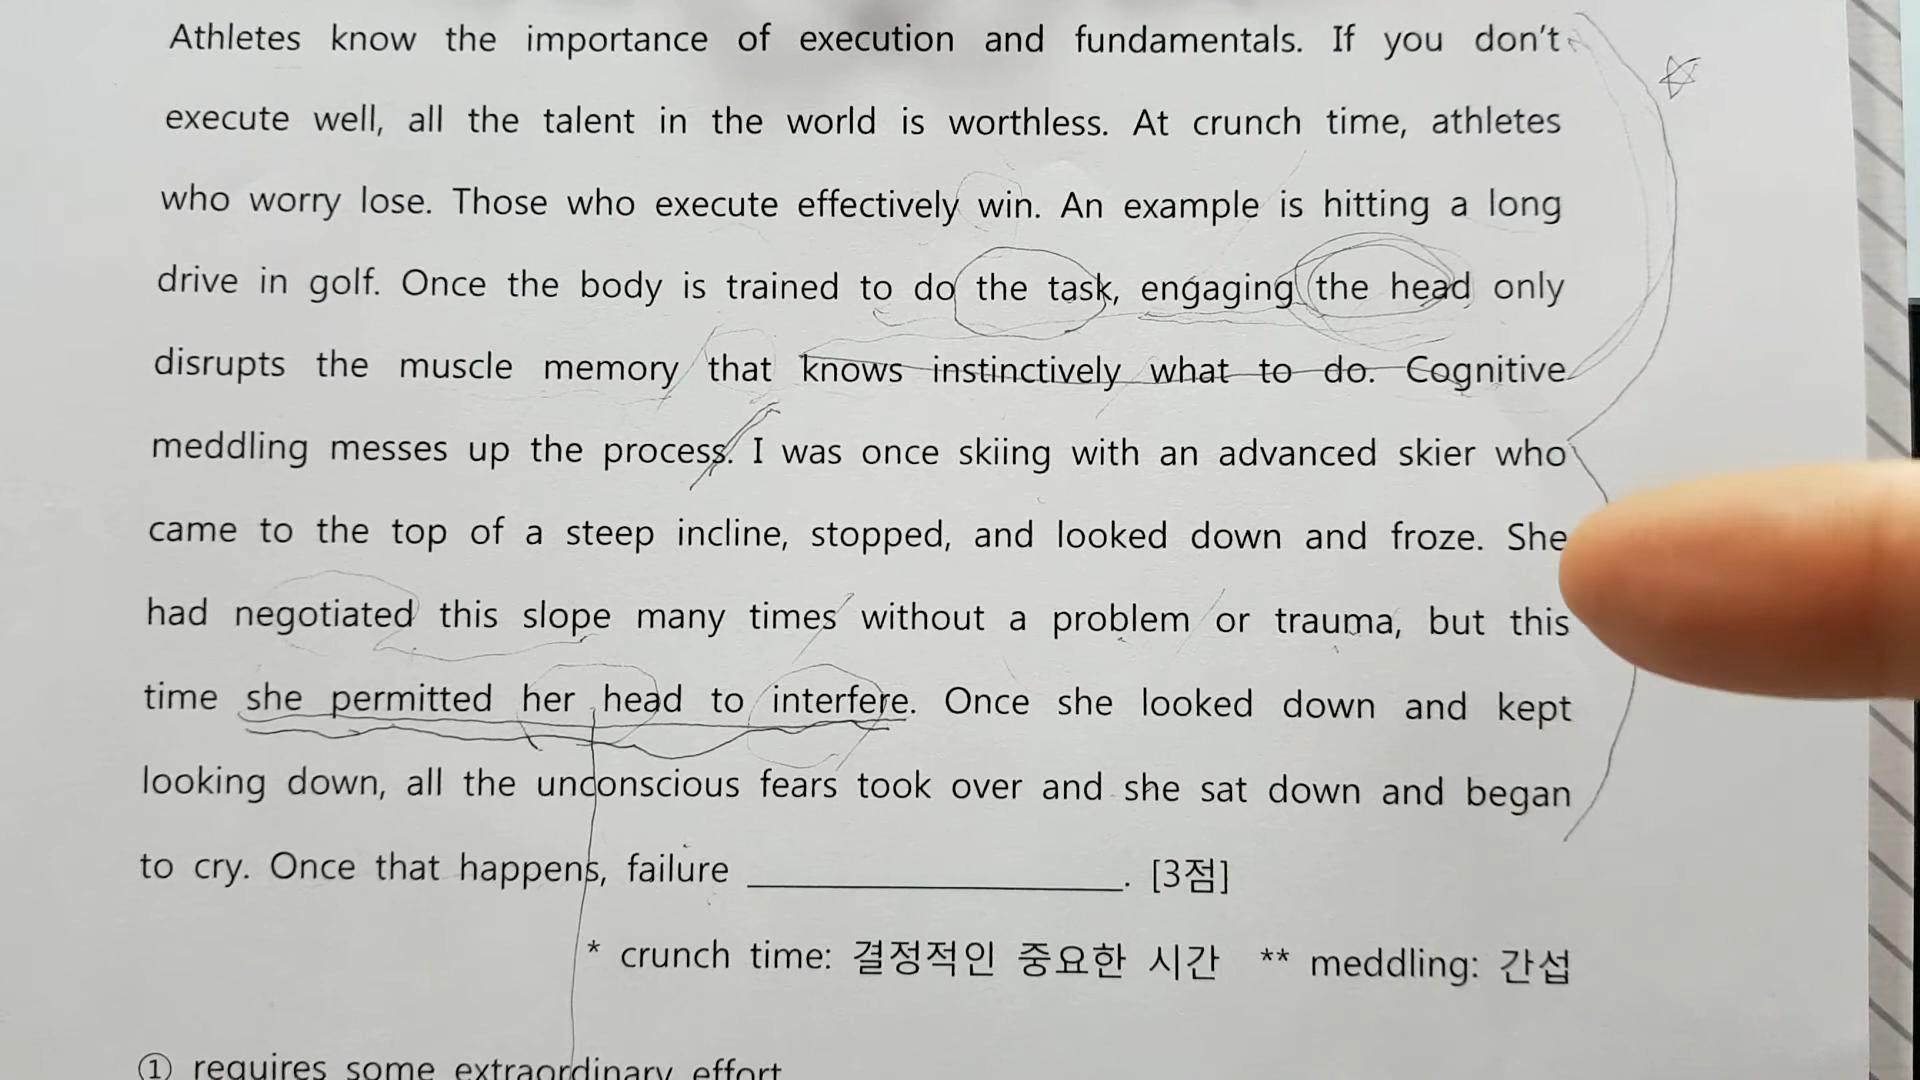 Athletes know the importance of execution and fundamentals. If you don't
execute well, all the talent in the world is worthless. At crunch time, athletes
who worry lose. Those who execute effectively win. An example is hitting a long
drive in golf. Once the body is trained to do the task, engaging the head only
disrupts the muscle memory that knows instinctively what to do. Cognitive
meddling messes up the process. I was once skiing with an advanced skier who
came to the top of a steep incline, stopped, and looked down and froze. She
had negotiated this slope many times without a problem or trauma, but this
time she permitted her head to interfere. Once she looked down and kept
looking down, all the unconscious fears took over and she sat down and began
to cry. Once that happens, failure ____________________. [3점]
* crunch time: 결정적인 중요한 시간 ** meddling: 간섭
① requires some extraordinary effort